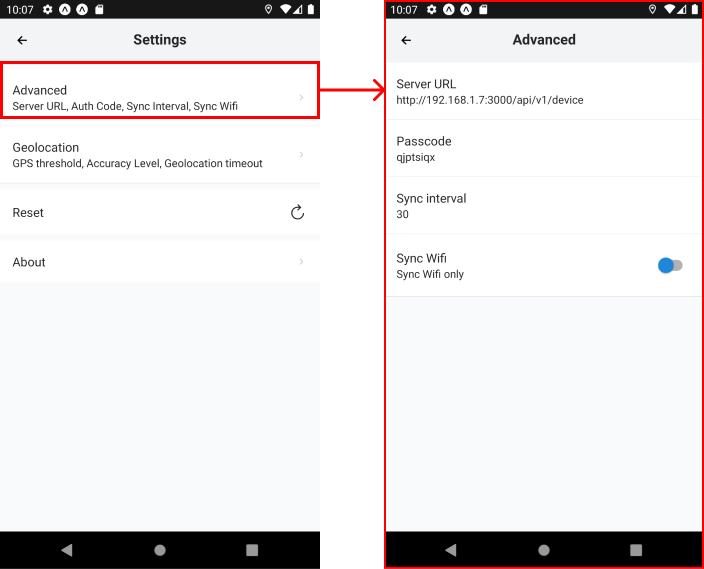 10:07
Settings
Advanced
Server URL, Auth Code, Sync Interval, Sync Wifi
Geolocation
GPS threshold, Accuracy Level, Geolocation timeout
Reset
About
10:07
Advanced
Server URL
http://192.168.1.7:3000/api/v1/device
Passcode
qjptsiqx
Sync interval
30
Sync Wifi
Sync Wifi only